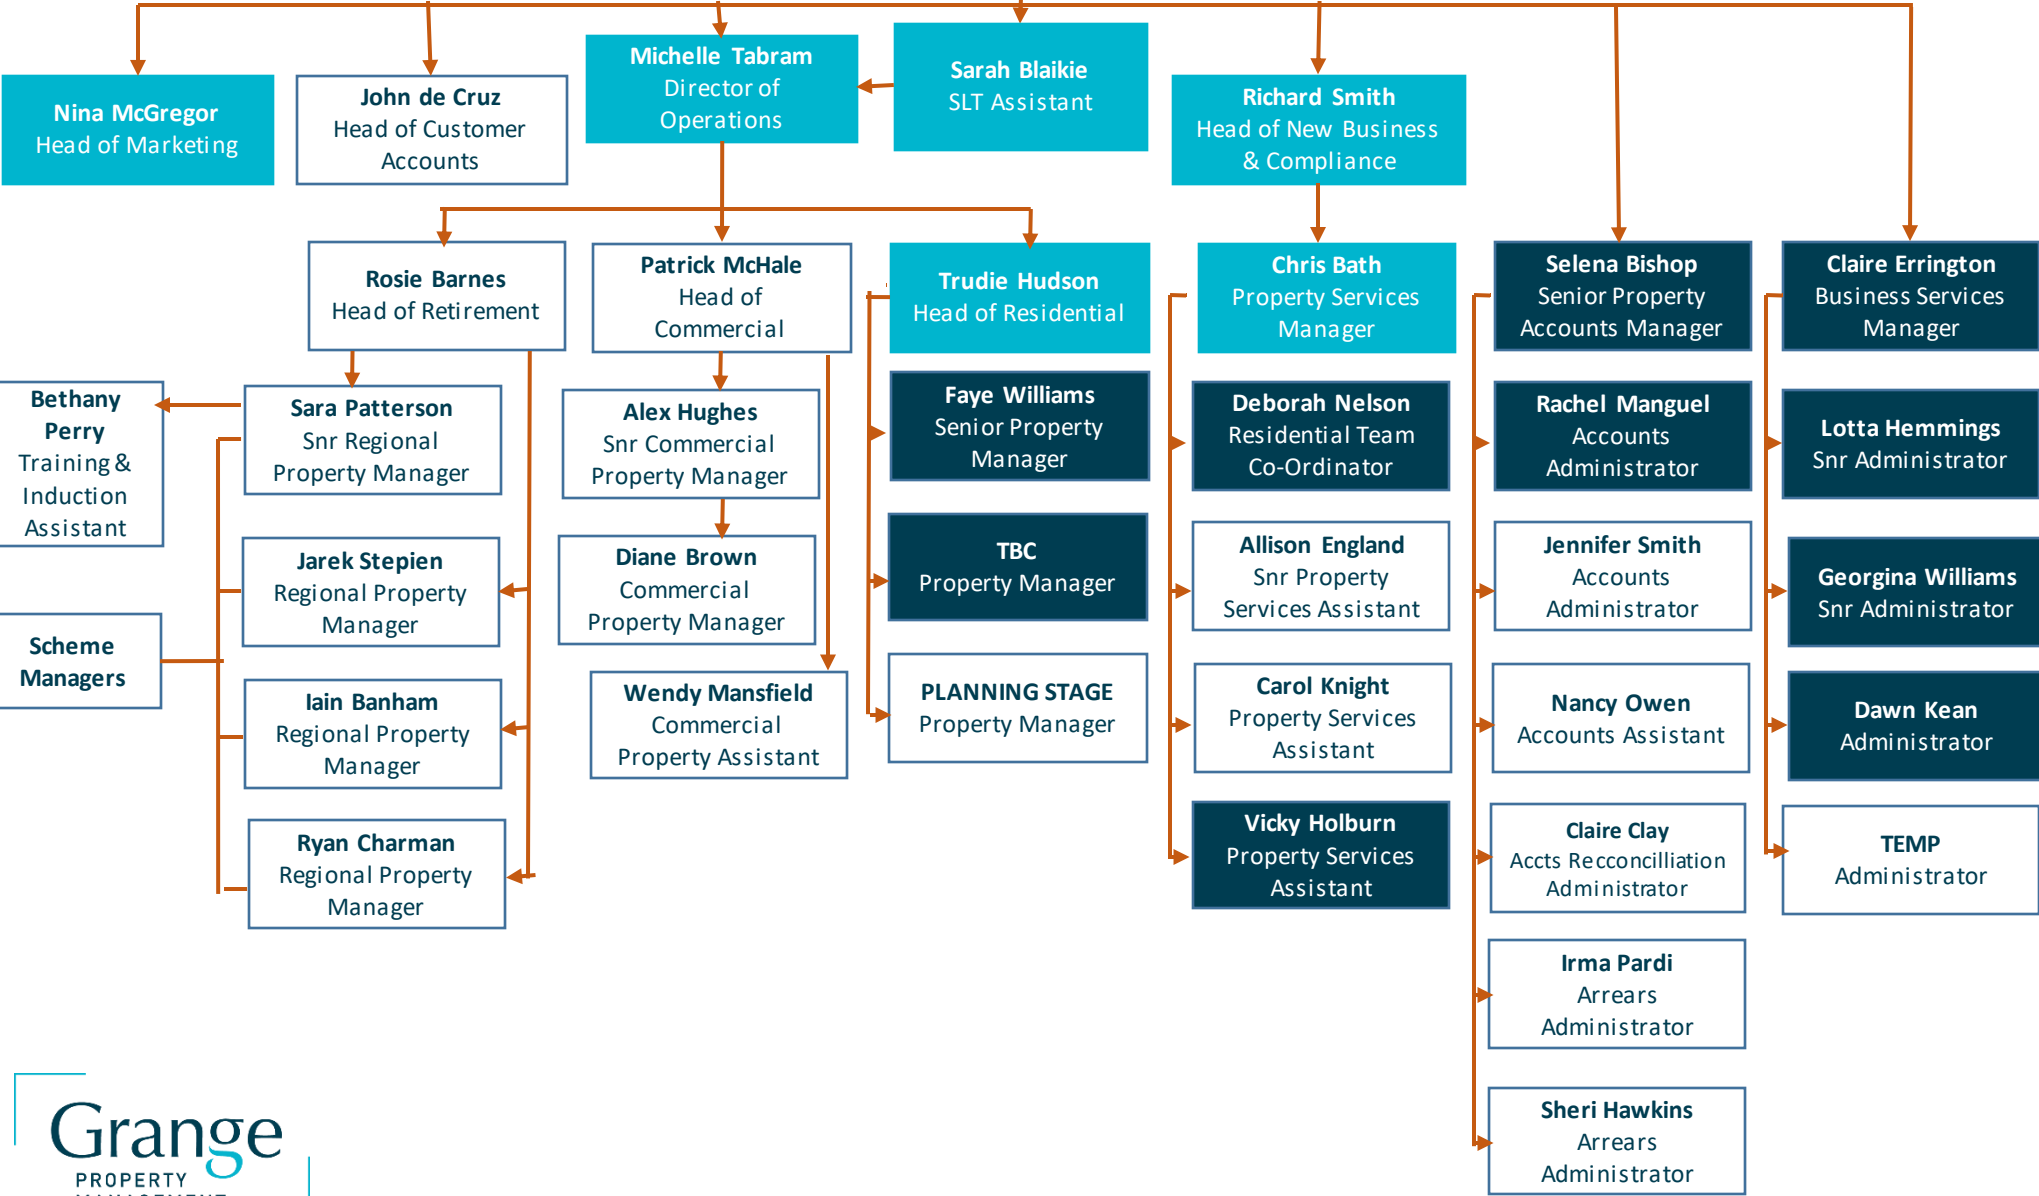 Nina McGregor
Head of Marketing
John de Cruz
Head of Customer
Accounts
Michelle Tabram
Director of
Operations
Sarah Blaikie
SLT Assistant
Richard Smith
Head of New Business
& Compliance
Rosie Barnes
Head of Retirement
Patrick McHale
Head of
Commercial
Trudie Hudson
Head of Residential
Chris Bath
Property Services
Manager
Selena Bishop
Senior Property
Accounts Manager
Claire Errington
Business Services
Manager
Bethany
Perry
Training &
Induction
Assistant
Sara Patterson
Snr Regional
Property Manager
Alex Hughes
Snr Commercial
Property Manager
Faye Williams
Senior Property
Manager
Deborah Nelson
Residential Team
Co-Ordinator
Rachel Manguel
Accounts
Administrator
Lotta Hemmings
Snr Administrator
Jarek Stepien
Regional Property
Manager
Diane Brown
Commercial
Property Manager
TBC
Property Manager
Allison England
Snr Property
Services Assistant
Jennifer Smith
Accounts
Administrator
Georgina Williams
Snr Administrator
Scheme
Managers
Iain Banham
Regional Property
Manager
Wendy Mansfield
Commercial
Property Assistant
PLANNING STAGE
Property Manager
Carol Knight
Property Services
Assistant
Nancy Owen
Accounts Assistant
Dawn Kean
Administrator
Ryan Charman
Regional Property
Manager
Vicky Holburn
Property Services
Assistant
Claire Clay
Accts Recconcilliation
Administrator
TEMP
Administrator
Irma Pardi
Arrears
Administrator
Sheri Hawkins
Arrears
Administrator
Grange
PROPERTY
MANAGEMENT